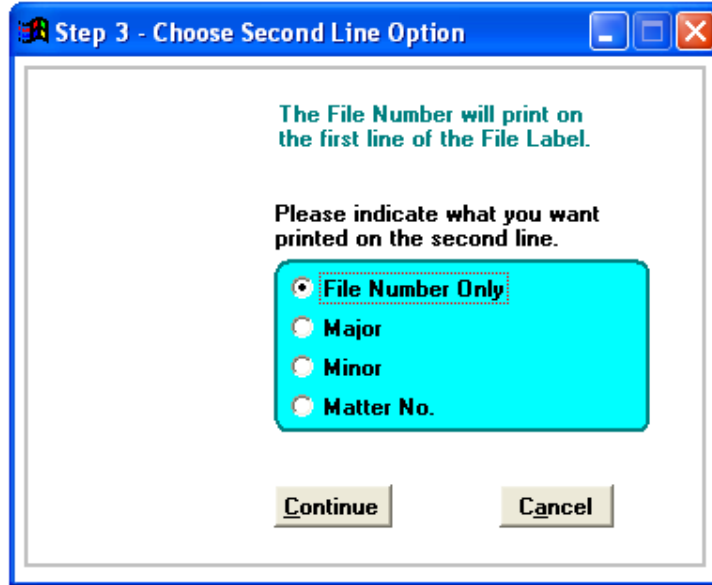 Step 3 - Choose Second Line Option
The File Number will print on
the first line of the File Label.
Please indicate what you want
printed on the second line.
File Number Only
Major
Minor
Matter No.
Continue
Cancel